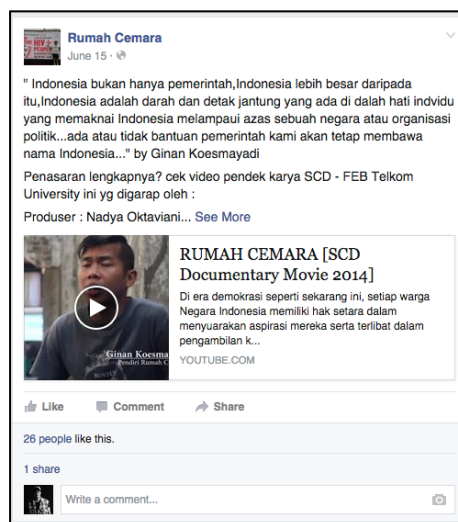 HIV+
PEOPLE
Rumah Cemara
June 15 ·
" Indonesia bukan hanya pemerintah,Indonesia lebih besar daripada
itu,Indonesia adalah darah dan detak jantung yang ada di dalah hati indvidu
yang memaknai Indonesia melampaui azas sebuah negara atau organisasi
politik...ada atau tidak bantuan pemerintah kami akan tetap membawa
nama Indonesia..." by Ginan Koesmayadi
Penasaran lengkapnya? cek video pendek karya SCD - FEB Telkom
University ini yg digarap oleh :
Produser : Nadya Oktaviani... See More
RUMAH CEMARA [SCD
Documentary Movie 2014]
Di era demokrasi seperti sekarang ini, setiap warga
Negara Indonesia memiliki hak setara dalam
menyuarakan aspirasi mereka serta terlibat dalam
pengambilan k...
YOUTUBE.COM
Ginan Koesma
Pendiri Rumah C
Like Comment Share
26 people like this.
1 share
Write a comment...